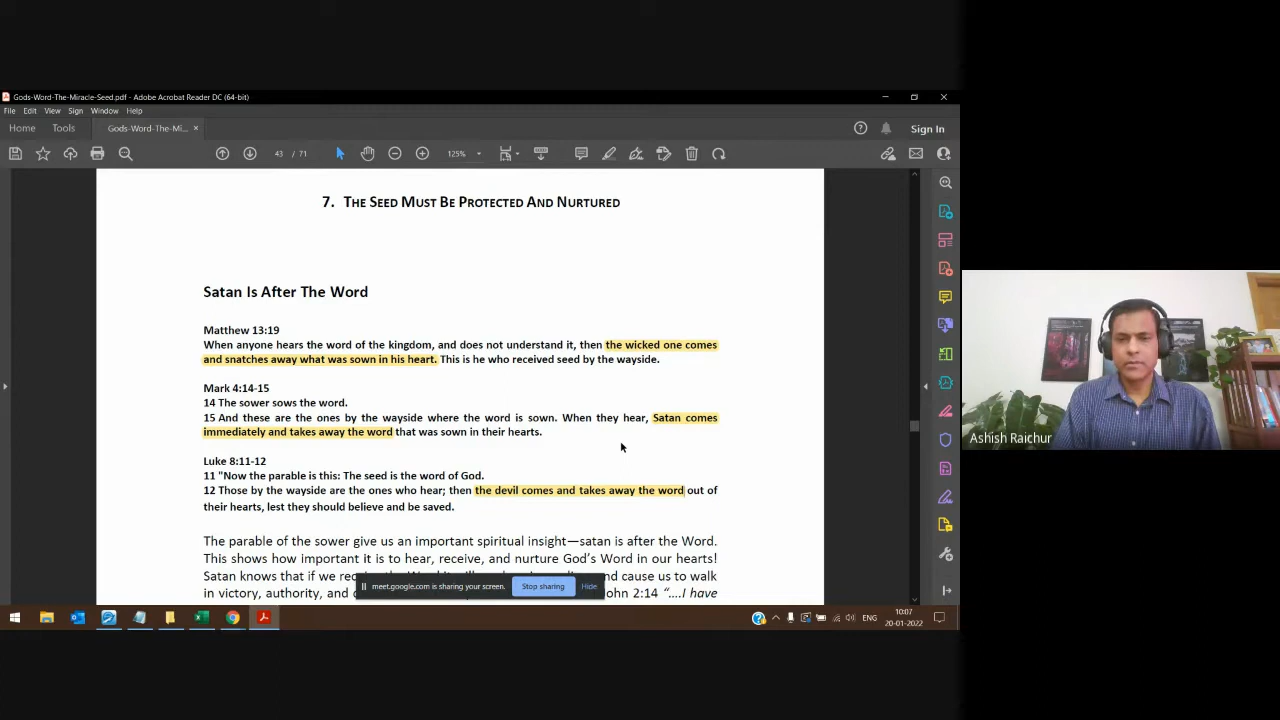 Gods-Word-The-Miracle-Seed.pdf - Adobe Acrobat Reader DC (64-bit)
File Edit View Sign Window Help
Home Tools Gods-Word-The-Mi... × Sign In
43 / 71 125%
7. THE SEED MUST BE PROTECTED AND NURTURED
Satan Is After The Word
Matthew 13:19
When anyone hears the word of the kingdom, and does not understand it, then the wicked one comes
and snatches away what was sown in his heart. This is he who received seed by the wayside.
Mark 4:14-15
14 The sower sows the word.
15 And these are the ones by the wayside where the word is sown. When they hear, Satan comes
immediately and takes away the word that was sown in their hearts.
Luke 8:11-12
11 "Now the parable is this: The seed is the word of God.
12 Those by the wayside are the ones who hear; then the devil comes and takes away the word out of
their hearts, lest they should believe and be saved.
The parable of the sower give us an important spiritual insight—satan is after the Word.
This shows how important it is to hear, receive, and nurture God's Word in our hearts!
Satan knows that if we and cause us to walk
in victory, authority, and John 2:14 "....I have
meet.google.com is sharing your screen. Stop sharing Hide
ENG
10:07
20-01-2022
Ashish Raichur